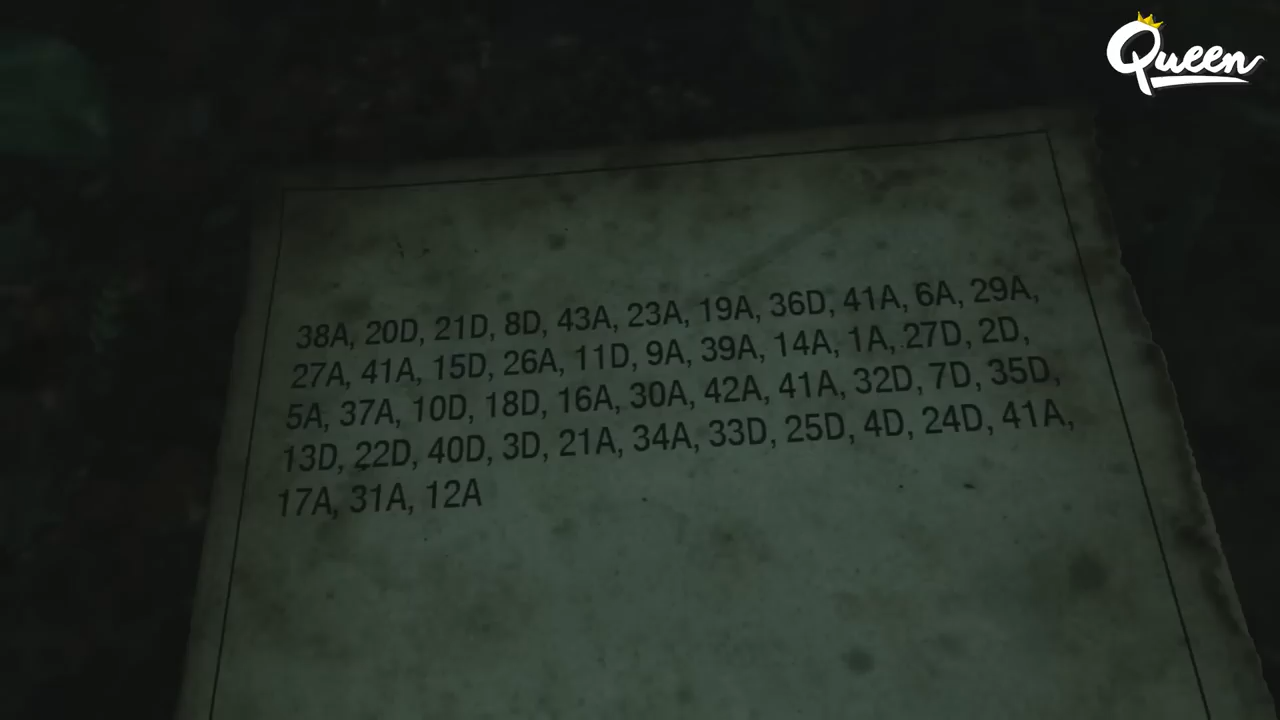 Queen
38A, 20D, 21D, 8D, 43A, 23A, 19A, 36D, 41A, 6A, 29A,
27A, 41A, 15D, 26A, 11D, 9A, 39A, 14A, 1A, 27D, 2D,
5A, 37A, 10D, 18D, 16A, 30A, 42A, 41A, 32D, 7D, 35D,
13D, 22D, 40D, 3D, 21A, 34A, 33D, 25D, 4D, 24D, 41A,
17A, 31A, 12A